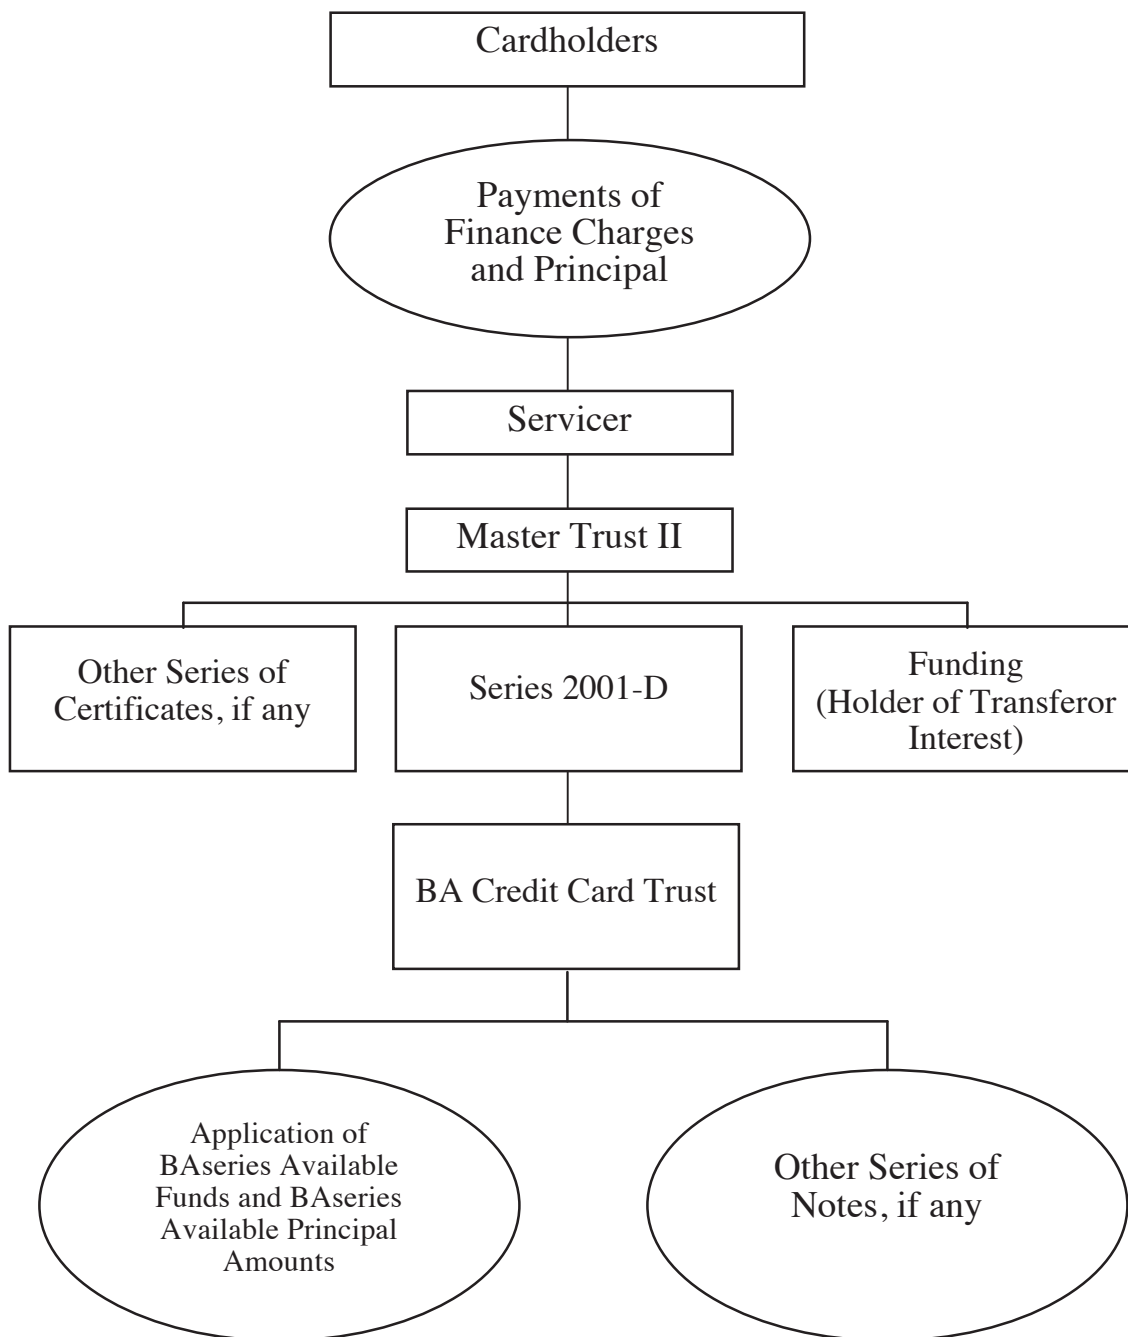 Cardholders
Payments of
Finance Charges
and Principal
Servicer
Master Trust II
Other Series of
Certificates, if any
Series 2001-D
Funding
(Holder of Transferor
Interest)
BA Credit Card Trust
Application of
BAseries Available
Funds and BAseries
Available Principal
Amounts
Other Series of
Notes, if any